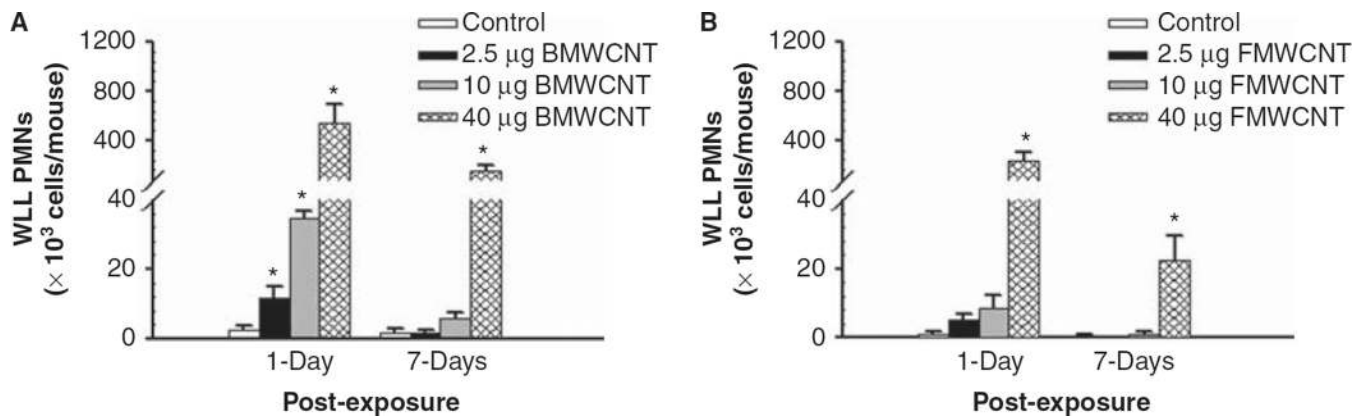 A
WLL PMNs
(× 10³ cells/mouse)
1200
800
400
40
20
0
Control
2.5 µg BMWCNT
10 µg BMWCNT
40 µg BMWCNT
*
*
*
*
1-Day
7-Days
Post-exposure
B
WLL PMNs
(× 10³ cells/mouse)
1200
800
400
40
20
0
Control
2.5 µg FMWCNT
10 µg FMWCNT
40 µg FMWCNT
*
*
1-Day
7-Days
Post-exposure